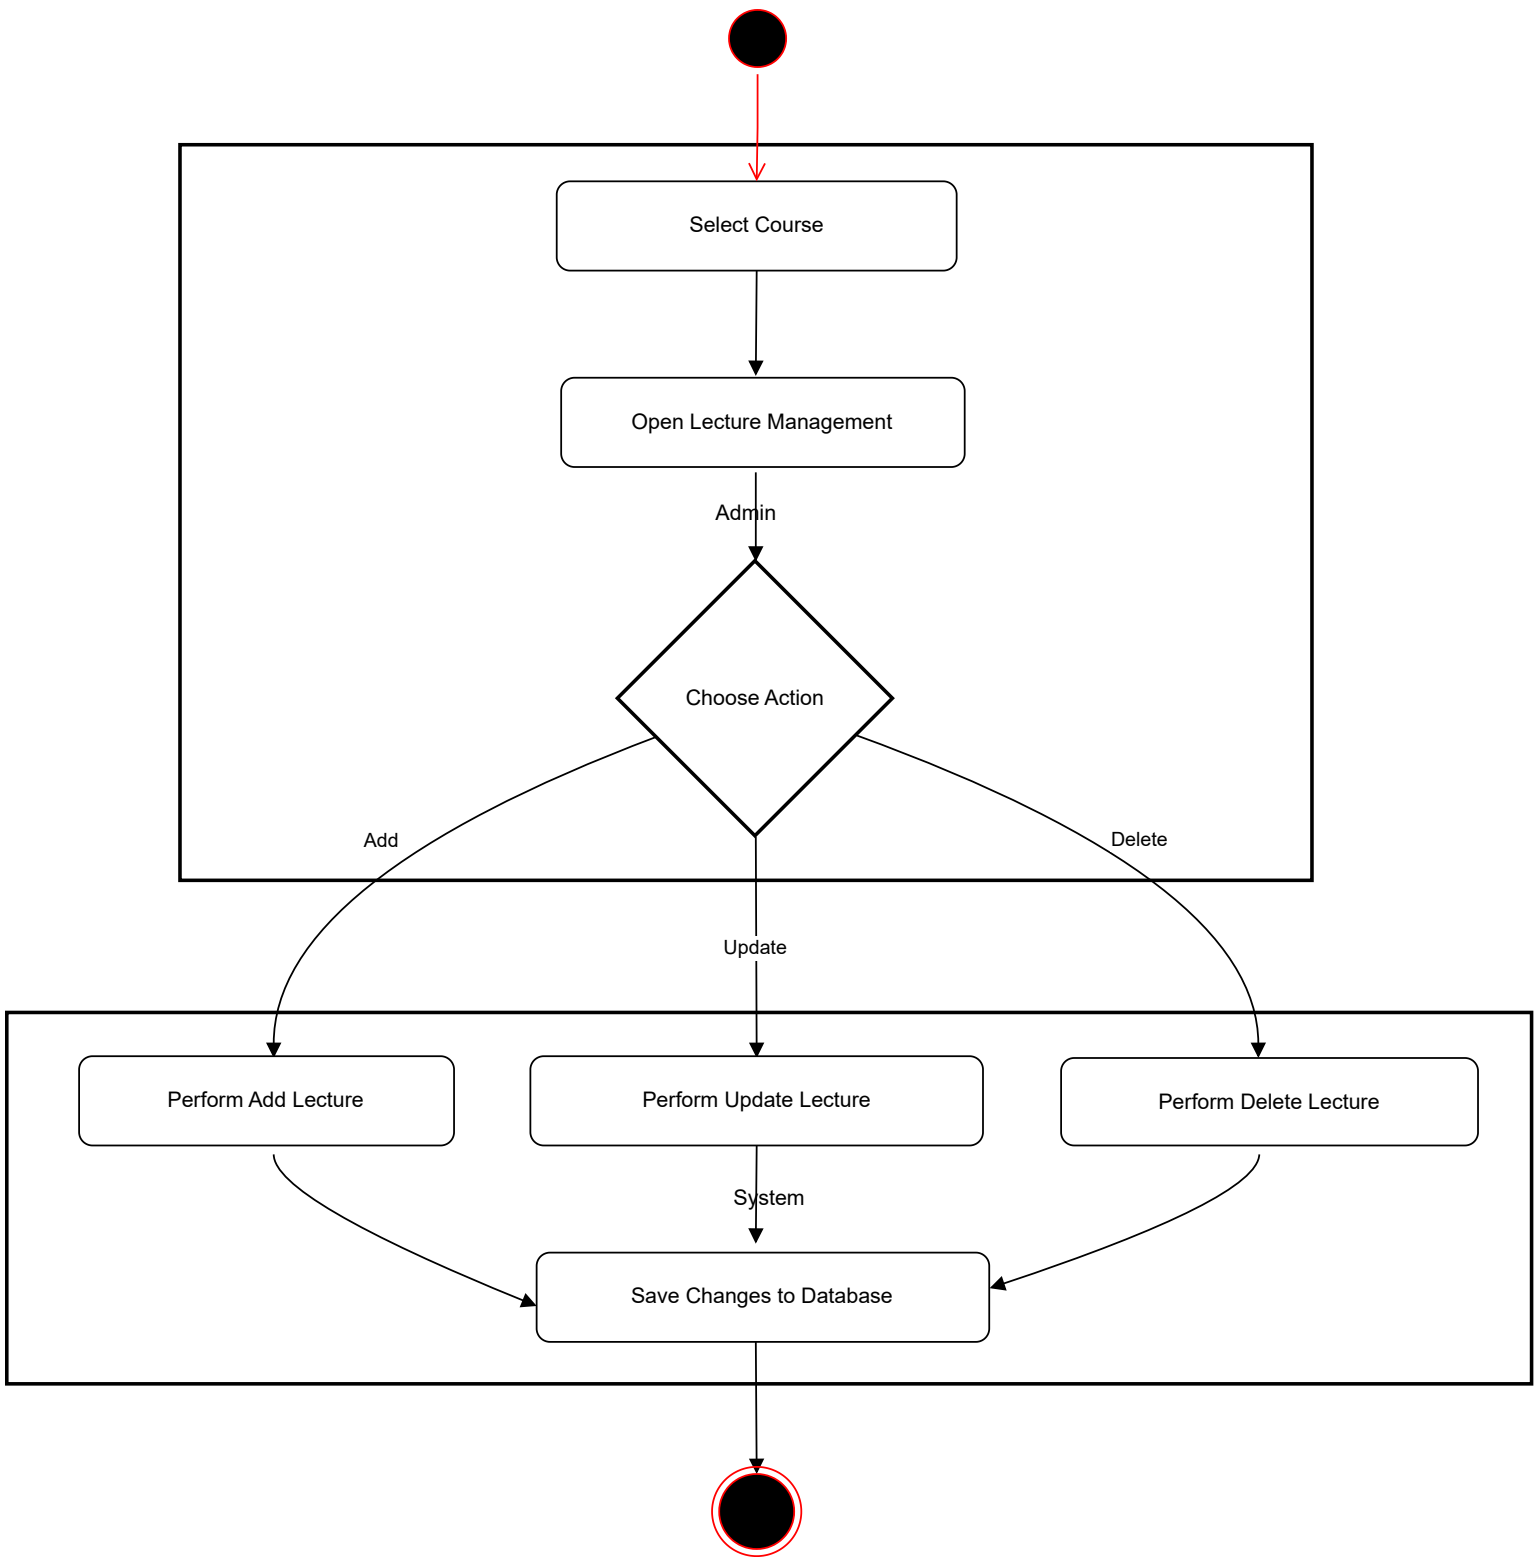 Select Course
Open Lecture Management
Admin
Choose Action
Add
Delete
Update
Perform Add Lecture
Perform Update Lecture
Perform Delete Lecture
System
Save Changes to Database